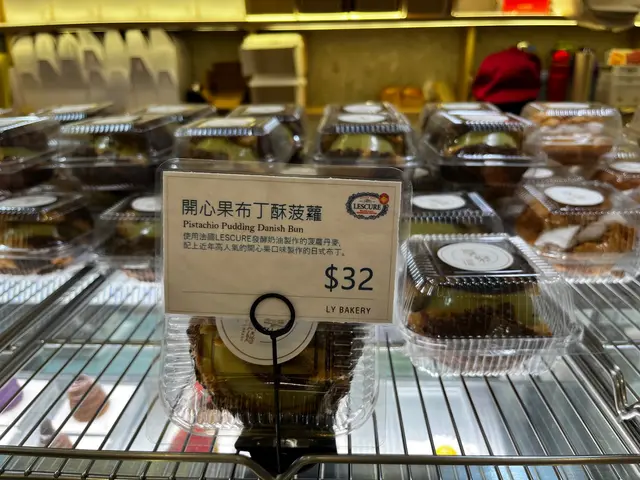 開心果布丁酥菠蘿
LESCURE
Pistachio Pudding Danish Bun
使用法國LESCURE發酵奶油製作的菠蘿丹麥,
配上近年高人氣的開心果口味製作的日式布丁。
$32
LY BAKERY